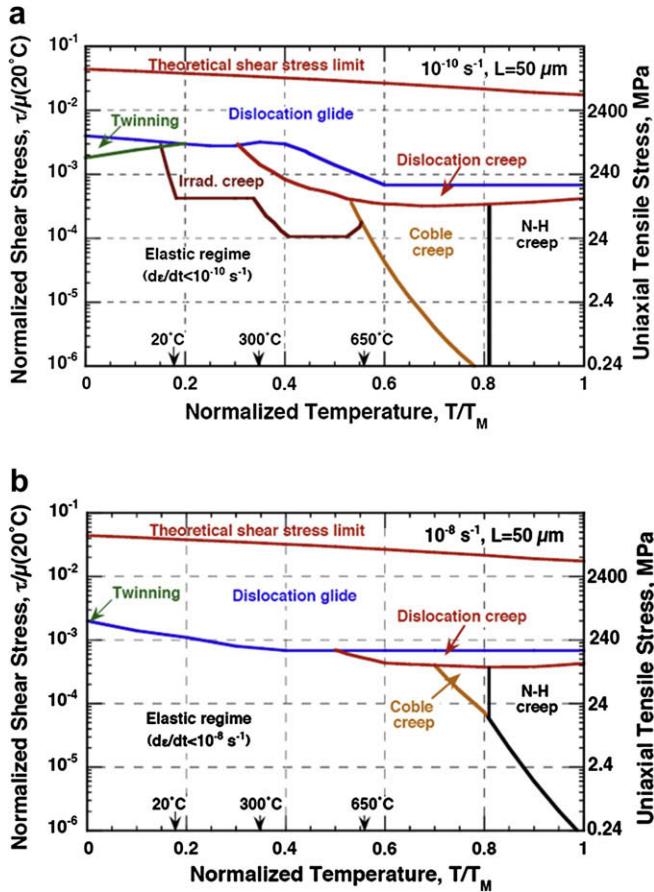 a
Normalized Shear Stress, τ/μ(20°C)
10⁻¹
10⁻²
10⁻³
10⁻⁴
10⁻⁵
10⁻⁶
Theoretical shear stress limit
10⁻¹⁰ s⁻¹, L=50 μm
Twinning
Dislocation glide
Dislocation creep
Irrad. creep
Coble
creep
N-H
creep
Elastic regime
(dε/dt<10⁻¹⁰ s⁻¹)
20°C
300°C
650°C
2400
240
24
2.4
0.24
Uniaxial Tensile Stress, MPa
0 0.2 0.4 0.6 0.8 1
Normalized Temperature, T/T_M
b
Normalized Shear Stress, τ/μ(20°C)
10⁻¹
10⁻²
10⁻³
10⁻⁴
10⁻⁵
10⁻⁶
Theoretical shear stress limit
10⁻⁸ s⁻¹, L=50 μm
Twinning
Dislocation glide
Dislocation creep
Coble
creep
N-H
creep
Elastic regime
(dε/dt<10⁻⁸ s⁻¹)
20°C
300°C
650°C
2400
240
24
2.4
0.24
Uniaxial Tensile Stress, MPa
0 0.2 0.4 0.6 0.8 1
Normalized Temperature, T/T_M